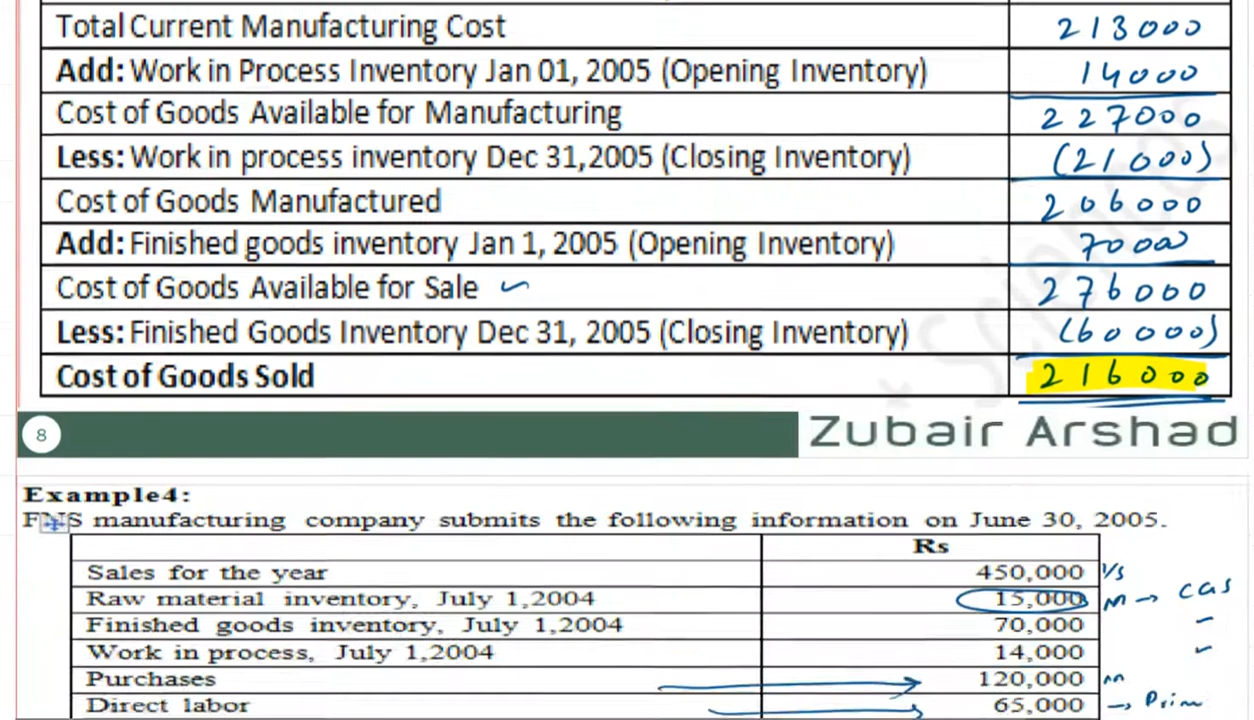 Total Current Manufacturing Cost 213000
Add: Work in Process Inventory Jan 01, 2005 (Opening Inventory) 14000
Cost of Goods Available for Manufacturing 227000
Less: Work in process inventory Dec 31,2005 (Closing Inventory) (21000)
Cost of Goods Manufactured 206000
Add: Finished goods inventory Jan 1, 2005 (Opening Inventory) 70000
Cost of Goods Available for Sale 276000
Less: Finished Goods Inventory Dec 31, 2005 (Closing Inventory) (60000)
Cost of Goods Sold 216000
8 Zubair Arshad
Example4:
manufacturing company submits the following information on June 30, 2005.
Rs
Sales for the year 450,000 I/S
Raw material inventory, July 1,2004 15,000 M → CGS
Finished goods inventory, July 1,2004 70,000
Work in process, July 1,2004 14,000
Purchases 120,000 m
Direct labor 65,000 → Prim